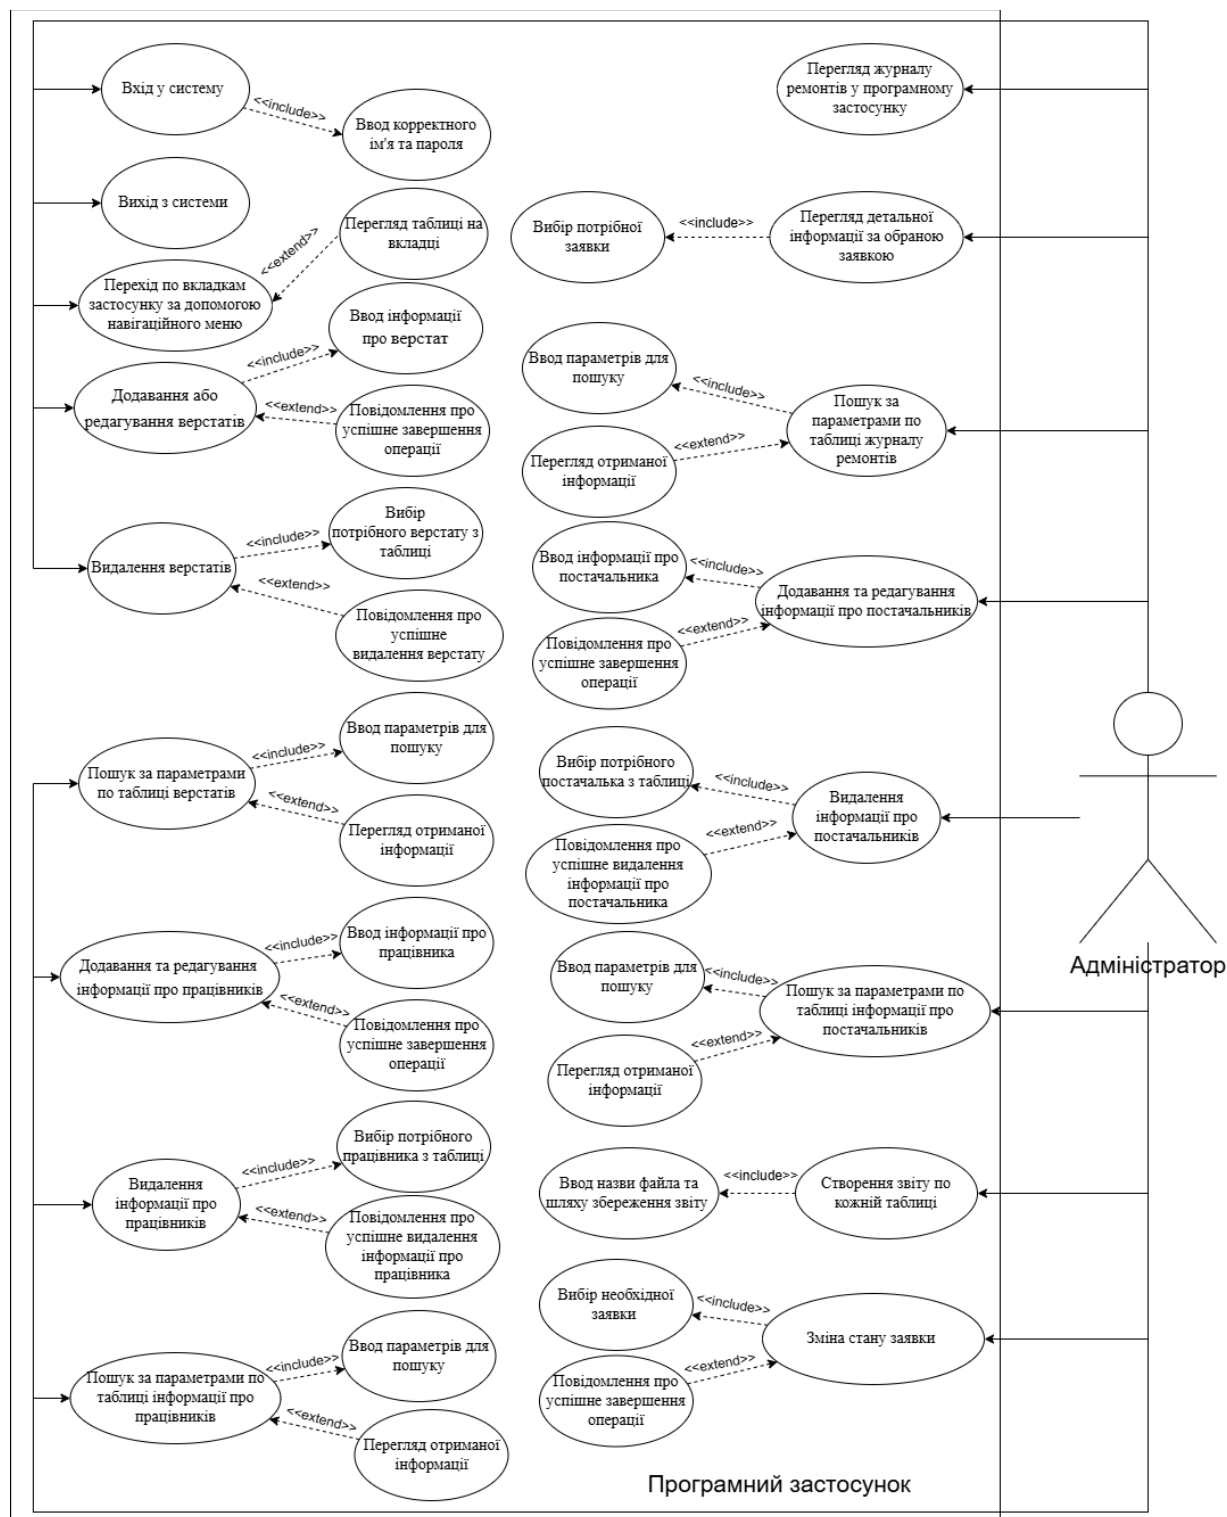 Вхід у систему
<<include>>
Ввод корректного
ім'я та пароля
Вихід з системи
Перегляд таблиці на
вкладці
<<extend>>
Перехід по вкладкам
застосунку за допомогою
навігаційного меню
Ввод інформації
про верстат
<<include>>
Додавання або
редагування верстатів
<<extend>>
Повідомлення про
успішне завершення
операції
Вибір
потрібного верстату з
таблиці
<<include>>
Видалення верстатів
<<extend>>
Повідомлення про
успішне
видалення верстату
Ввод параметрів для
пошуку
<<include>>
Пошук за параметрами
по таблиці верстатів
<<extend>>
Перегляд отриманої
інформації
Ввод інформації про
працівника
<<include>>
Додавання та редагування
інформації про працівників
<<extend>>
Повідомлення про
успішне завершення
операції
Вибір потрібного
працівника з таблиці
<<include>>
Видалення
інформації про
працівників
<<extend>>
Повідомлення про
успішне видалення
інформації про
працівника
Ввод параметрів для
пошуку
<<include>>
Пошук за параметрами по
таблиці інформації про
працівників
<<extend>>
Перегляд отриманої
інформації
Перегляд журналу
ремонтів у програмному
застосунку
Вибір потрібної
заявки
<<include>>
Перегляд детальної
інформації за обраною
заявкою
Ввод параметрів для
пошуку
<<include>>
Пошук за
параметрами по
таблиці журналу
ремонтів
<<extend>>
Перегляд отриманої
інформації
Ввод інформації про
постачальника
<<include>>
Додавання та редагування
інформації про постачальників
<<extend>>
Повідомлення про
успішне завершення
операції
Вибір потрібного
постачалька з таблиці
<<include>>
Видалення
інформації про
постачальників
<<extend>>
Повідомлення про
успішне видалення
інформації про
постачальника
Ввод параметрів для
пошуку
<<include>>
Пошук за параметрами по
таблиці інформації про
постачальників
<<extend>>
Перегляд отриманої
інформації
Ввод назви файла та
шляху збереження звіту
<<include>>
Створення звіту по
кожній таблиці
Вибір необхідної
заявки
<<include>>
Зміна стану заявки
<<extend>>
Повідомлення про
успішне завершення
операції
Програмний застосунок
Адміністратор